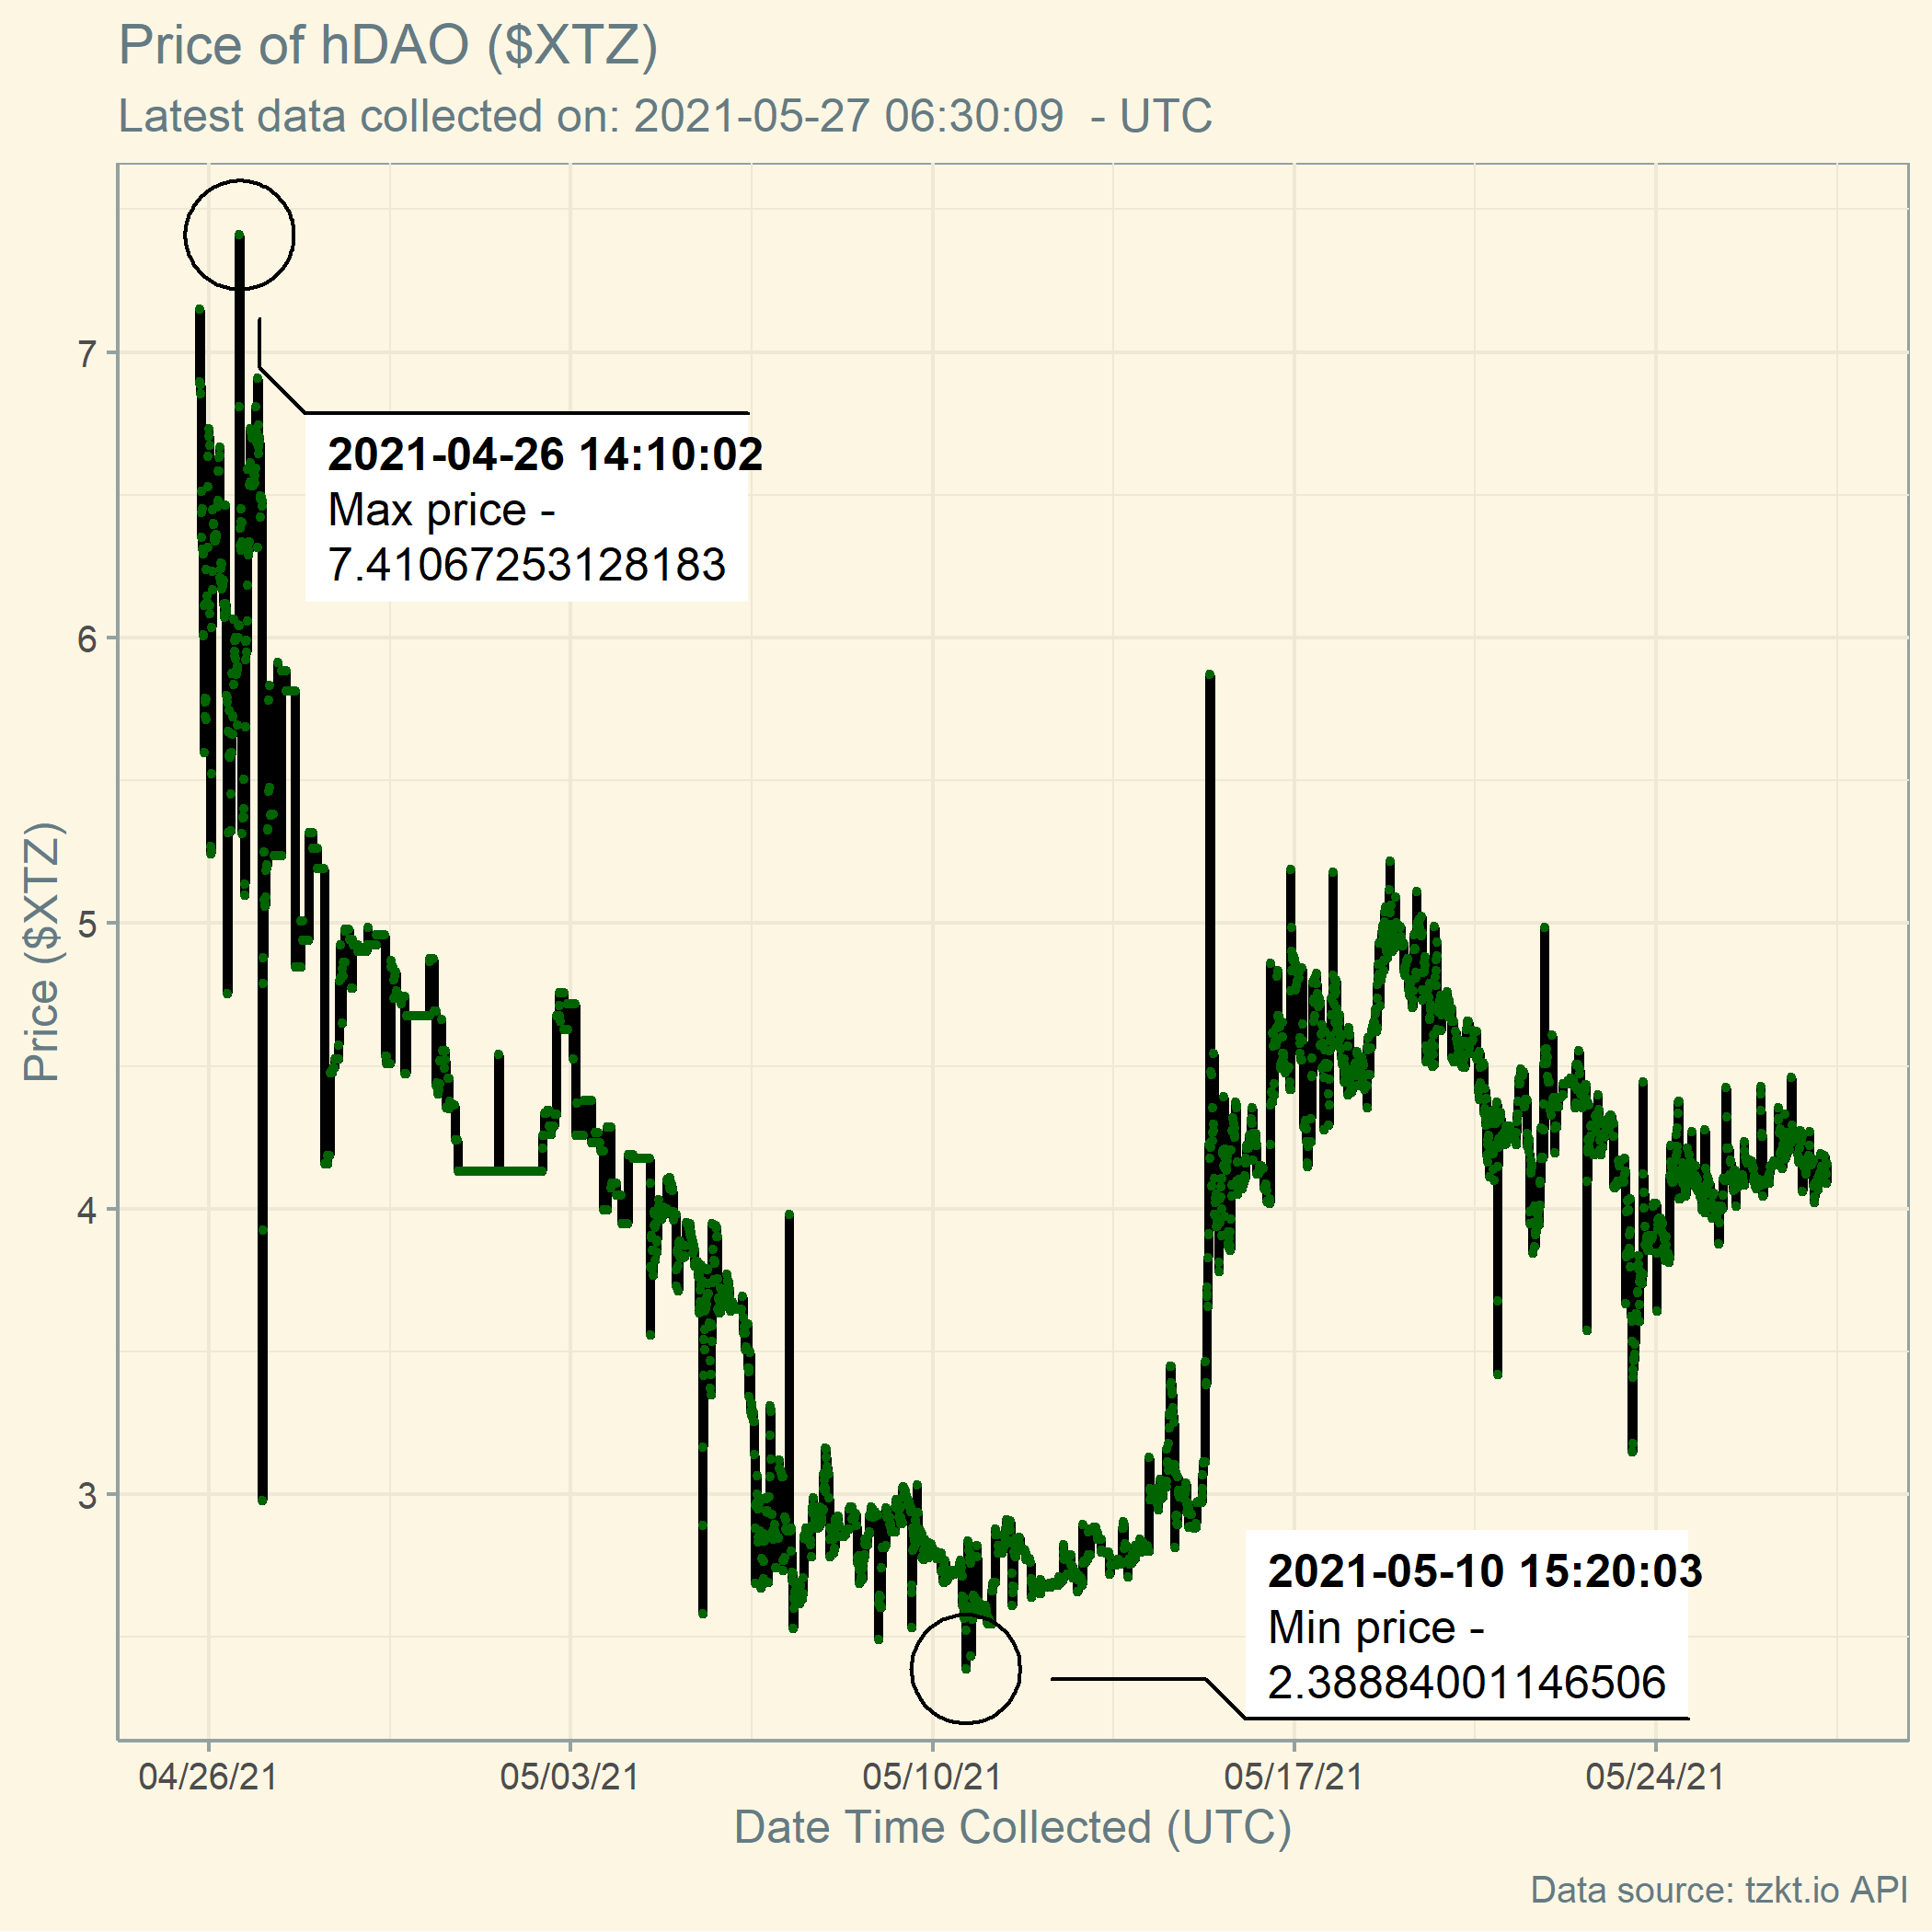 Price of hDAO ($XTZ)
Latest data collected on: 2021-05-27 06:30:09  - UTC
Price ($XTZ)
7
6
5
4
3
2021-04-26 14:10:02
Max price -
7.41067253128183
2021-05-10 15:20:03
Min price -
2.38884001146506
04/26/21
05/03/21
05/10/21
05/17/21
05/24/21
Date Time Collected (UTC)
Data source: tzkt.io API